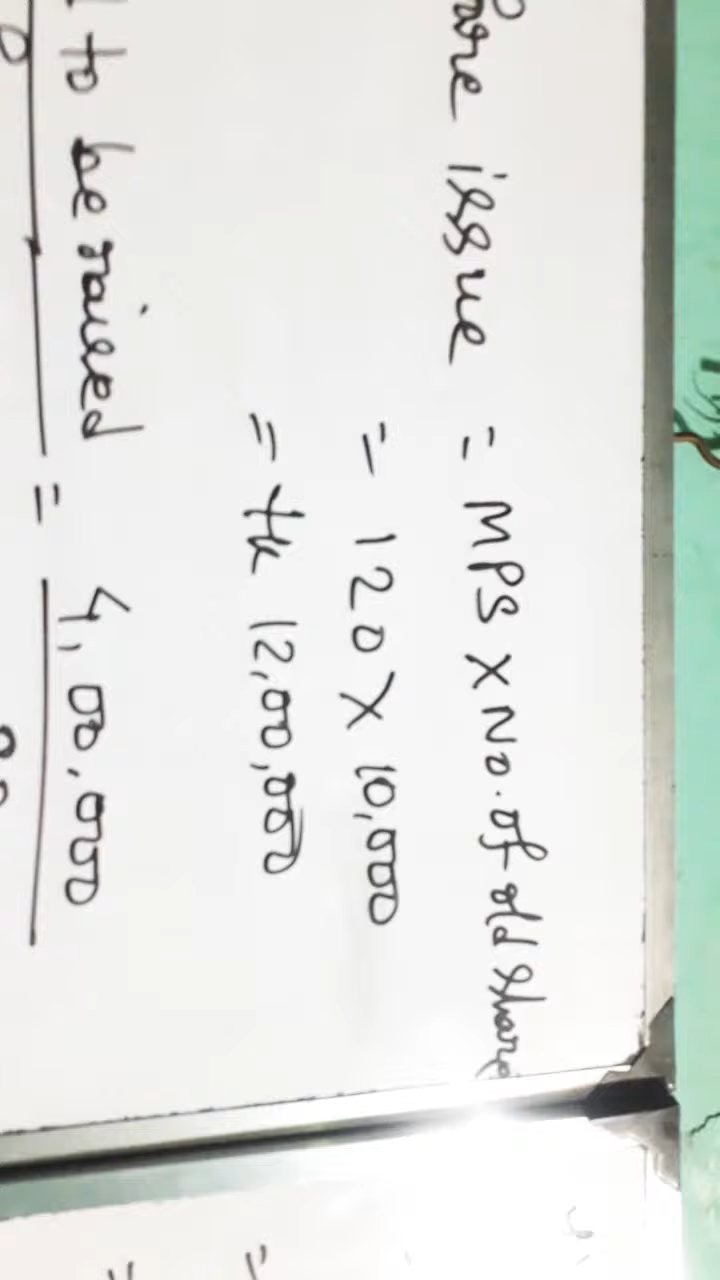 issue = MPS X No. of old share
= 120 X 10,000
= tk 12,00,000
to be raised = 4,00,000